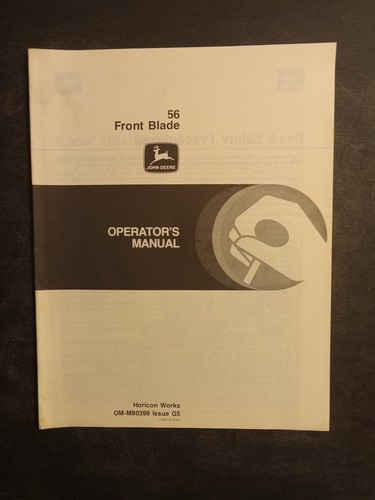 56
Front Blade
JOHN DEERE
OPERATOR'S
MANUAL
Horicon Works
OM-M80399 Issue G5